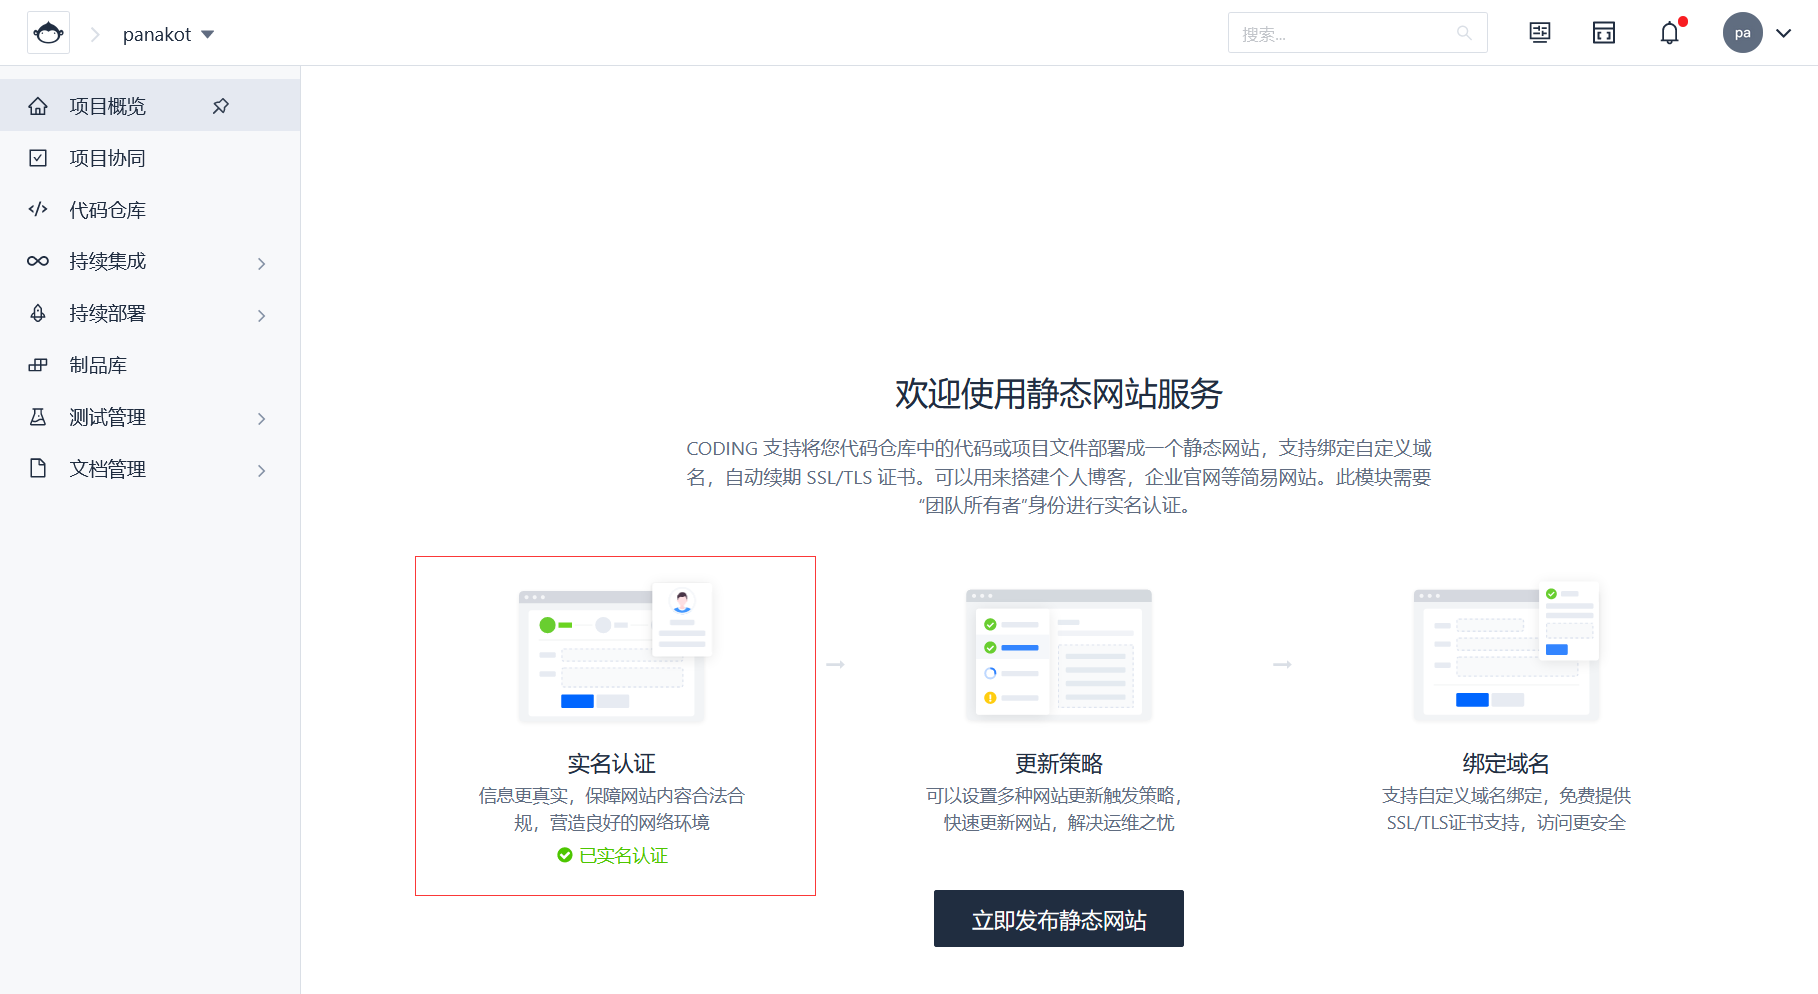 panakot
搜索...
pa
项目概览
项目协同
代码仓库
持续集成
持续部署
制品库
测试管理
文档管理
欢迎使用静态网站服务
CODING 支持将您代码仓库中的代码或项目文件部署成一个静态网站，支持绑定自定义域
名，自动续期 SSL/TLS 证书。可以用来搭建个人博客，企业官网等简易网站。此模块需要
“团队所有者”身份进行实名认证。
实名认证
信息更真实，保障网站内容合法合
规，营造良好的网络环境
已实名认证
更新策略
可以设置多种网站更新触发策略，
快速更新网站，解决运维之忧
绑定域名
支持自定义域名绑定，免费提供
SSL/TLS证书支持，访问更安全
立即发布静态网站